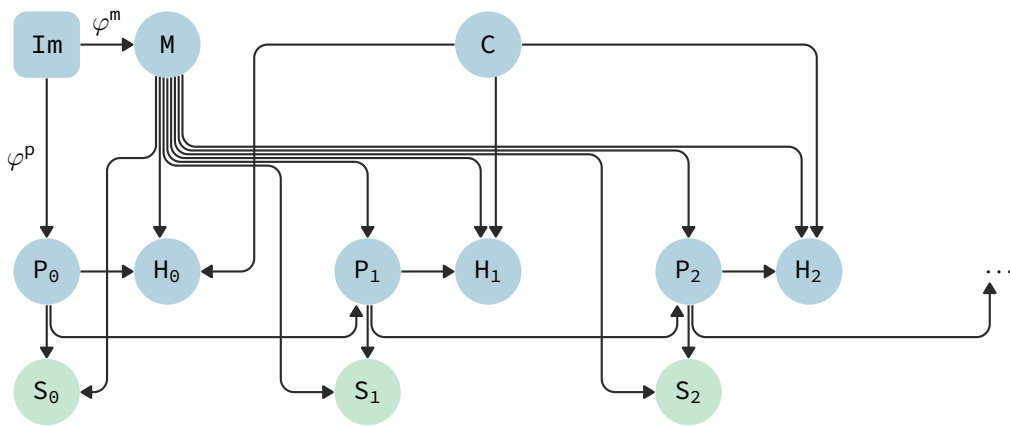 φᵐ
Im M C
φᵖ
P₀ H₀ P₁ H₁ P₂ H₂ ...
S₀ S₁ S₂